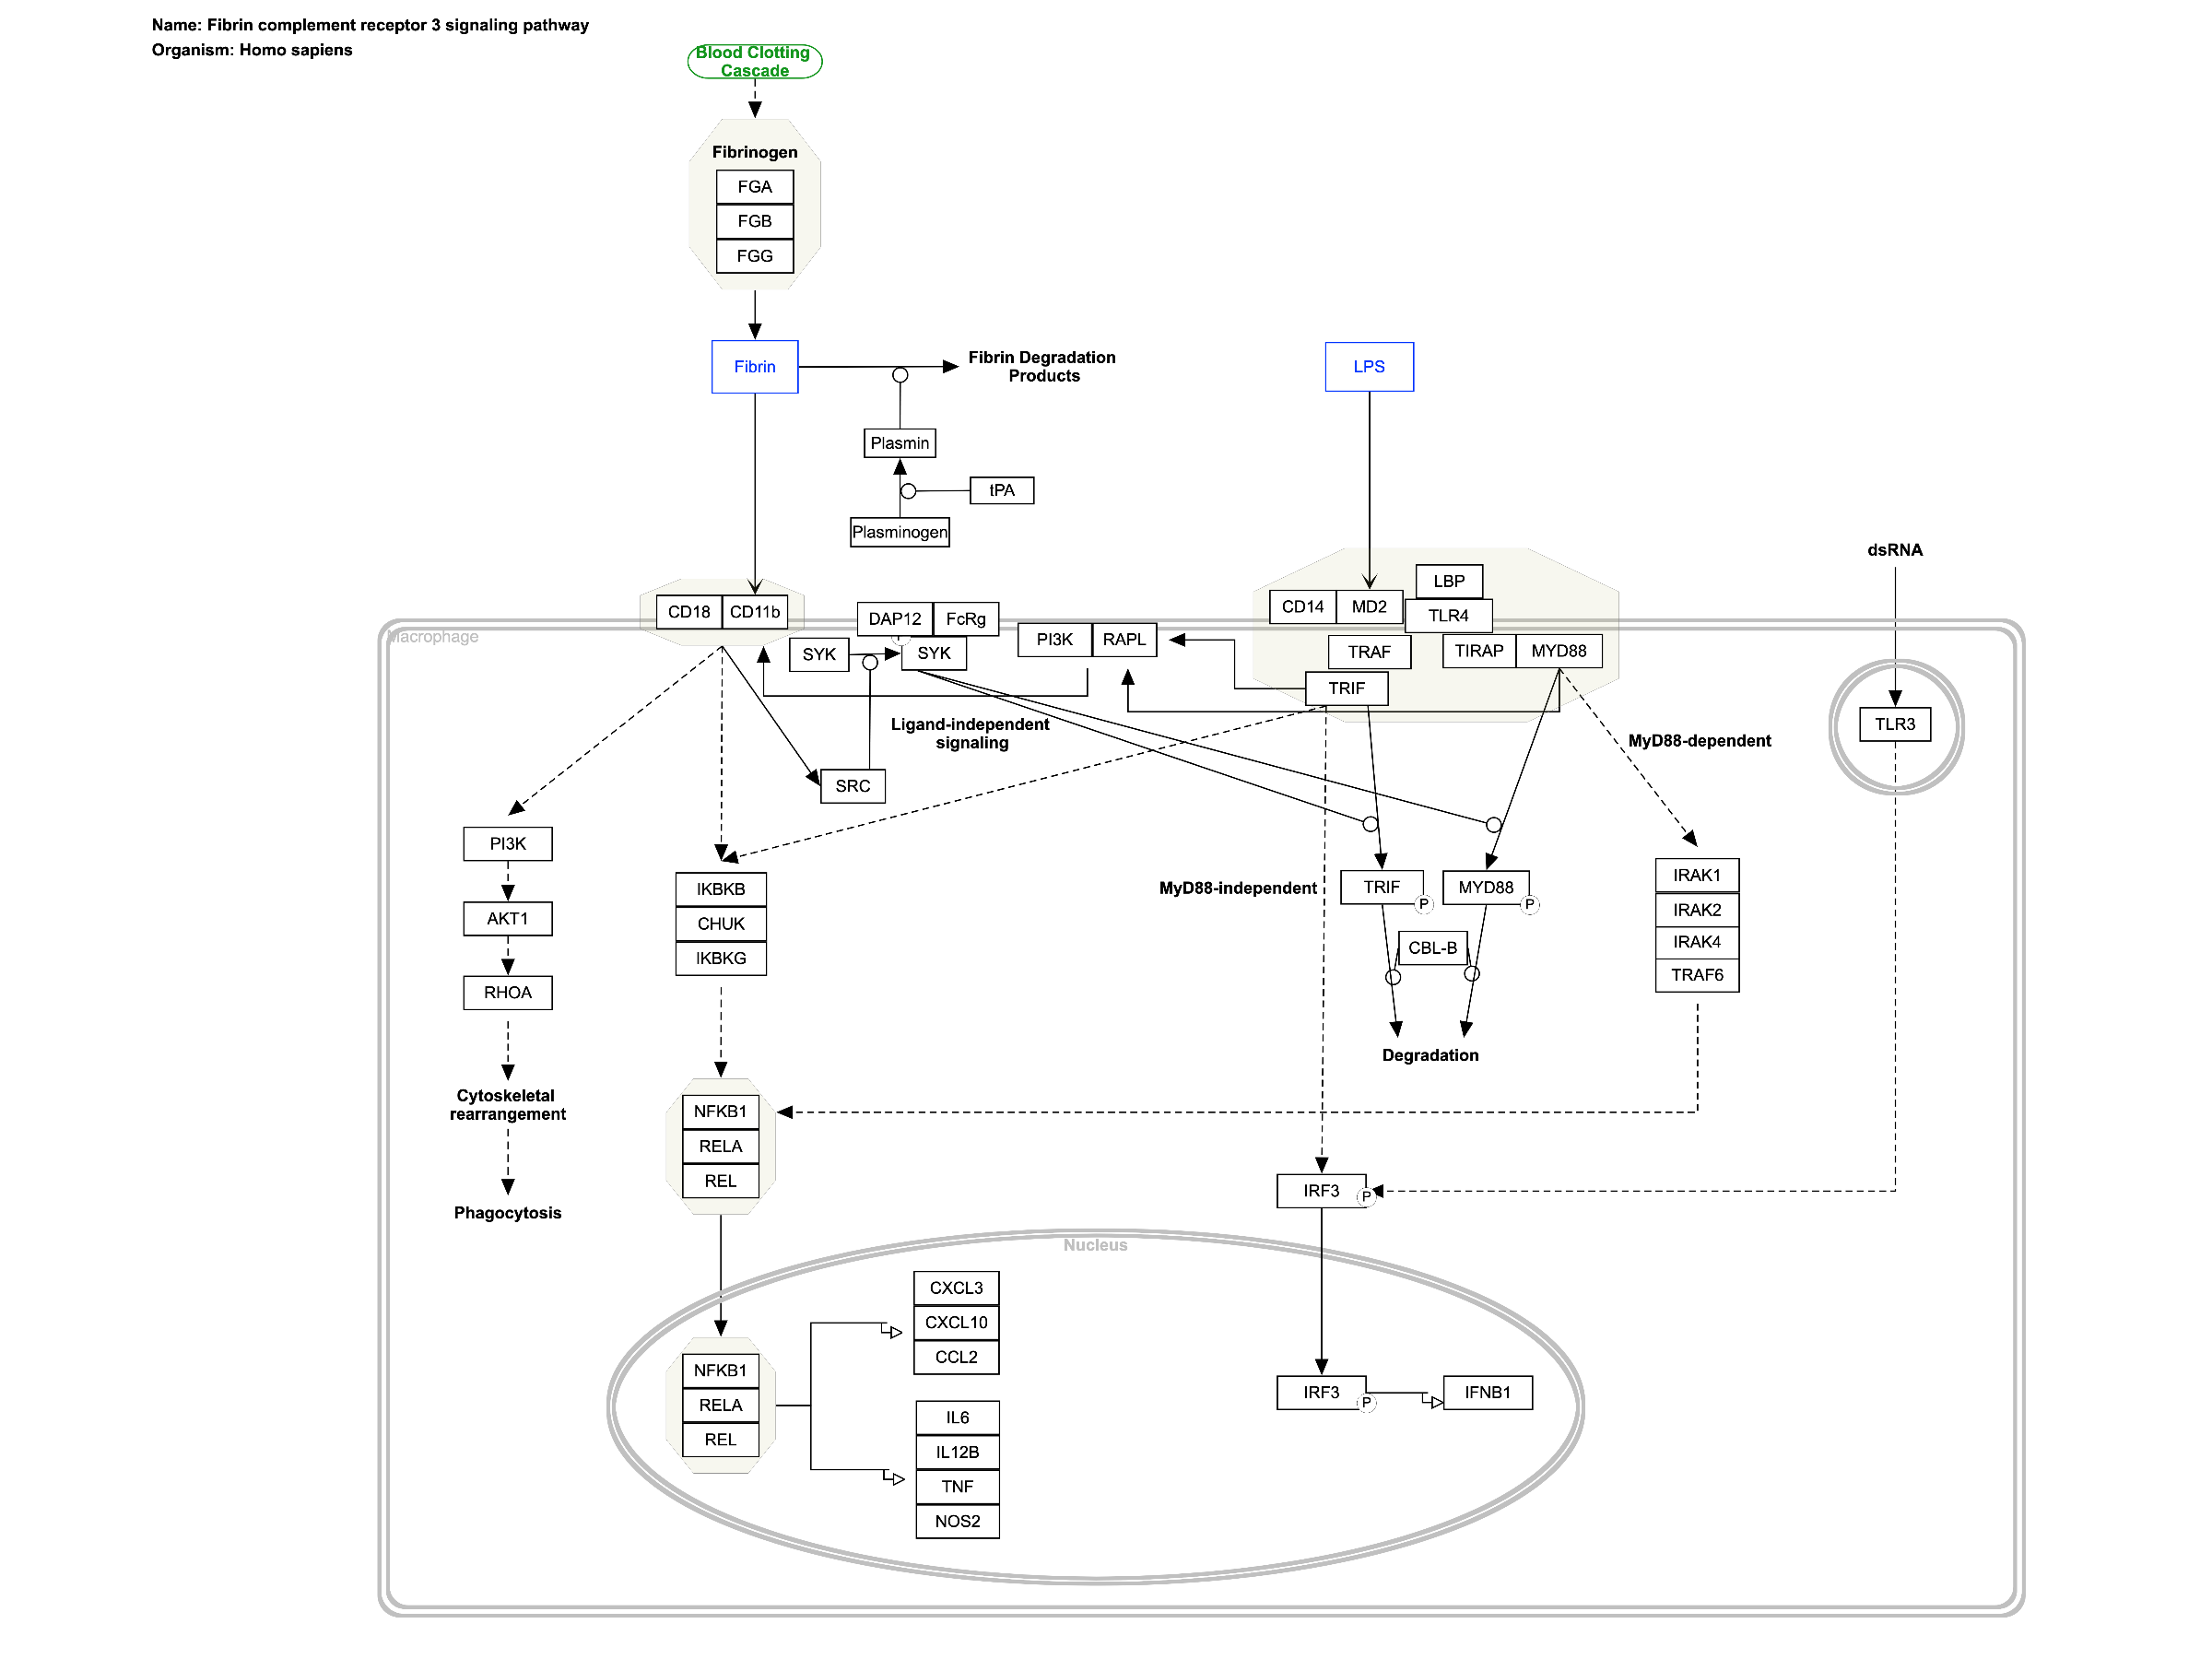 Name: Fibrin complement receptor 3 signaling pathway
Organism: Homo sapiens
Blood Clotting
Cascade
Fibrinogen
FGA
FGB
FGG
Fibrin
Fibrin Degradation
Products
LPS
Plasmin
tPA
Plasminogen
dsRNA
LBP
CD18
CD11b
DAP12
FcRg
CD14
MD2
TLR4
Macrophage
PI3K
RAPL
SYK
SYK
TRAF
TIRAP
MYD88
TRIF
TLR3
Ligand-independent
signaling
MyD88-dependent
SRC
PI3K
AKT1
RHOA
Cytoskeletal
rearrangement
Phagocytosis
IKBKB
CHUK
IKBKG
MyD88-independent
TRIF
P
MYD88
P
CBL-B
Degradation
IRAK1
IRAK2
IRAK4
TRAF6
NFKB1
RELA
REL
IRF3
P
Nucleus
CXCL3
CXCL10
CCL2
NFKB1
RELA
REL
IL6
IL12B
TNF
NOS2
IRF3
P
IFNB1